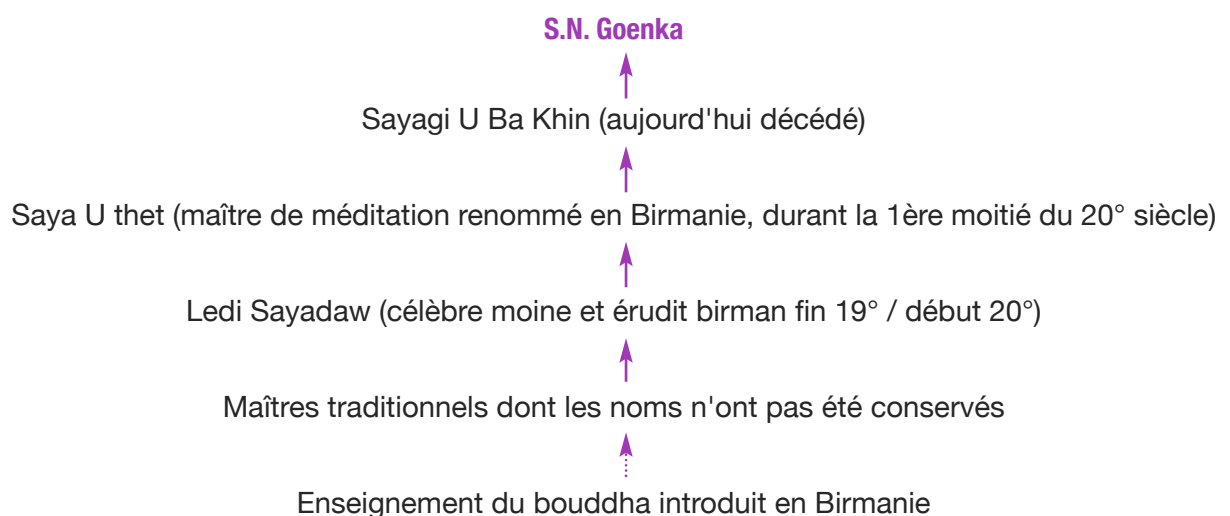 S.N. Goenka
Sayagi U Ba Khin (aujourd'hui décédé)
Saya U thet (maître de méditation renommé en Birmanie, durant la 1ère moitié du 20° siècle)
Ledi Sayadaw (célèbre moine et érudit birman fin 19° / début 20°)
Maîtres traditionnels dont les noms n'ont pas été conservés
Enseignement du bouddha introduit en Birmanie